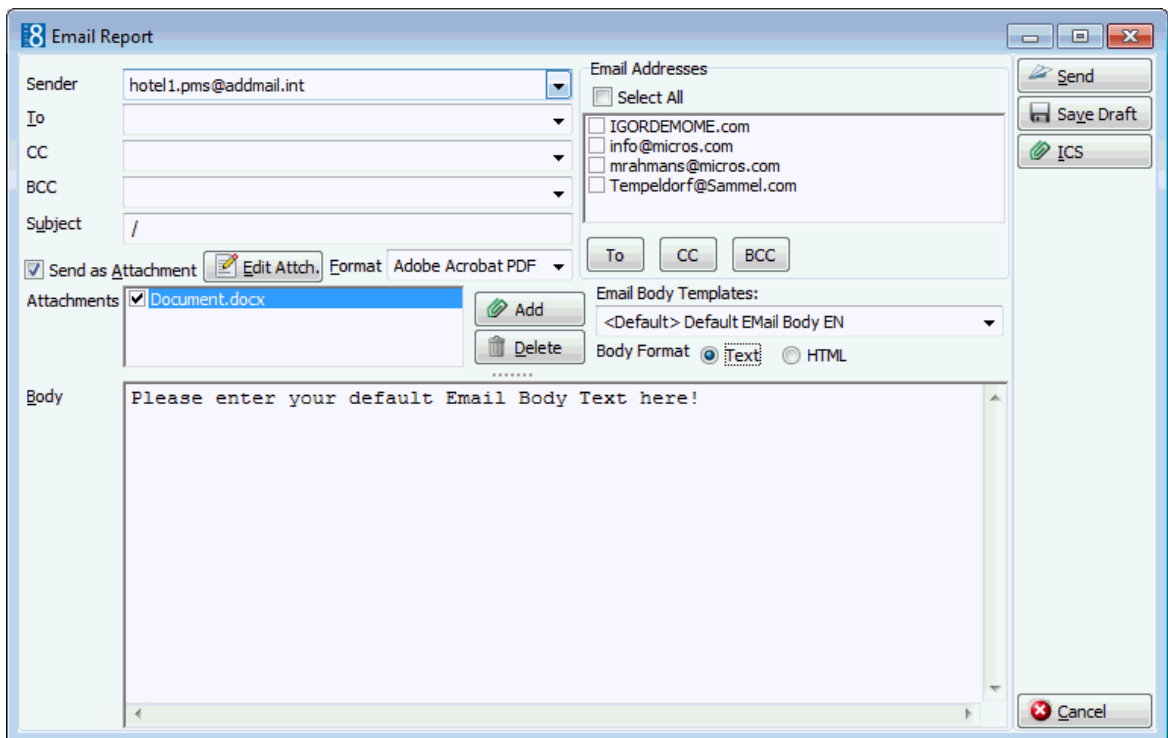 8 Email Report
Sender hotel1.pms@addmail.int
To
CC
BCC
Subject /
Send as Attachment Edit Attch. Format Adobe Acrobat PDF
Attachments Document.docx
Add
Delete
Email Addresses
Select All
IGORDEMOME.com
info@micros.com
mrahmans@micros.com
Tempeldorf@Sammel.com
To CC BCC
Email Body Templates:
<Default> Default EMail Body EN
Body Format Text HTML
Body Please enter your default Email Body Text here!
Send
Save Draft
ICS
Cancel